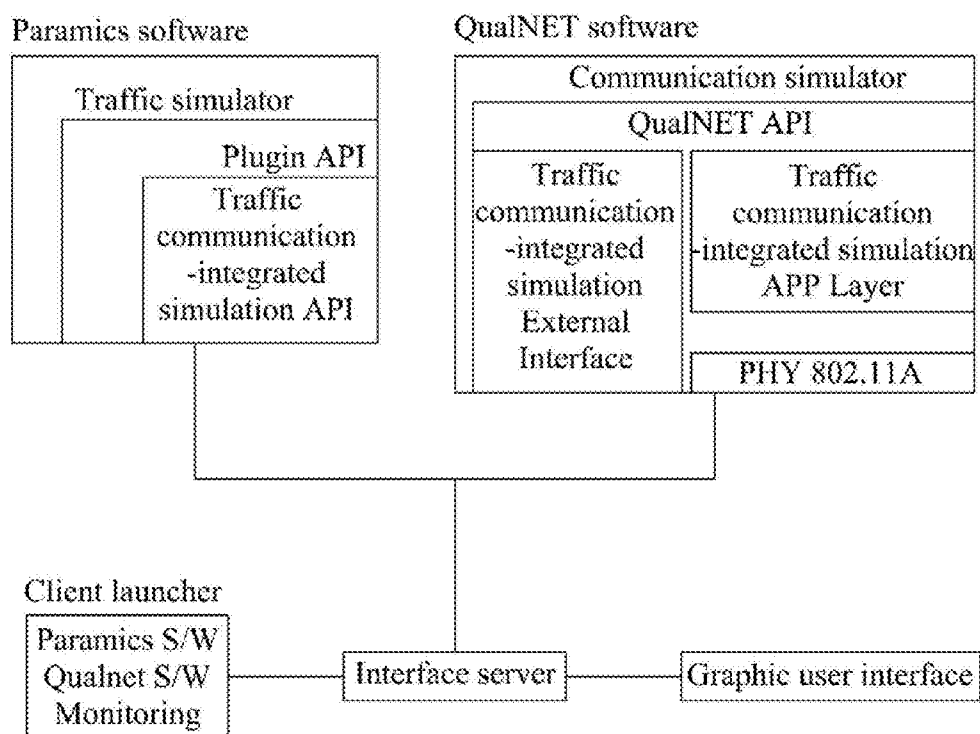 Paramics software
Traffic simulator
Plugin API
Traffic
communication
-integrated
simulation API
QualNET software
Communication simulator
QualNET API
Traffic
communication
-integrated
simulation
External
Interface
Traffic
communication
-integrated simulation
APP Layer
PHY 802.11A
Client launcher
Paramics S/W
Qualnet S/W
Monitoring
Interface server
Graphic user interface